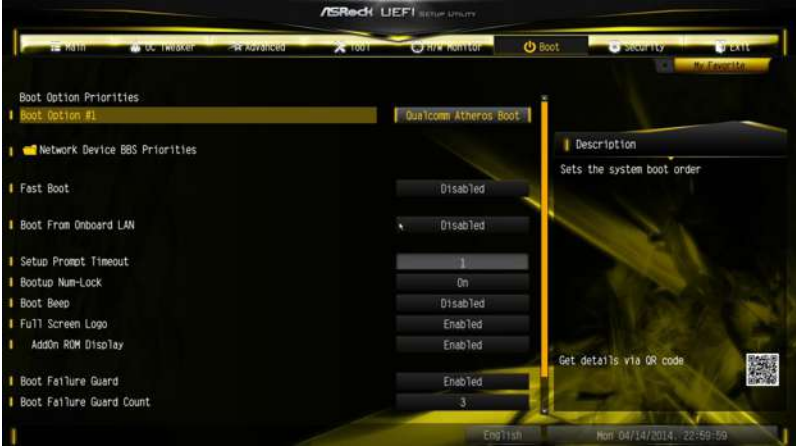 ASRock UEFI SETUP UTILITY
Main OC Tweaker Advanced Tool H/W Monitor Boot Security Exit
My Favorite
Boot Option Priorities
Boot Option #1 Qualcomm Atheros Boot
Network Device BBS Priorities
Fast Boot Disabled
Boot From Onboard LAN Disabled
Setup Prompt Timeout 1
Bootup Num-Lock On
Boot Beep Disabled
Full Screen Logo Enabled
AddOn ROM Display Enabled
Boot Failure Guard Enabled
Boot Failure Guard Count 3
Description
Sets the system boot order
Get details via QR code
English Mon 04/14/2014, 22:59:59